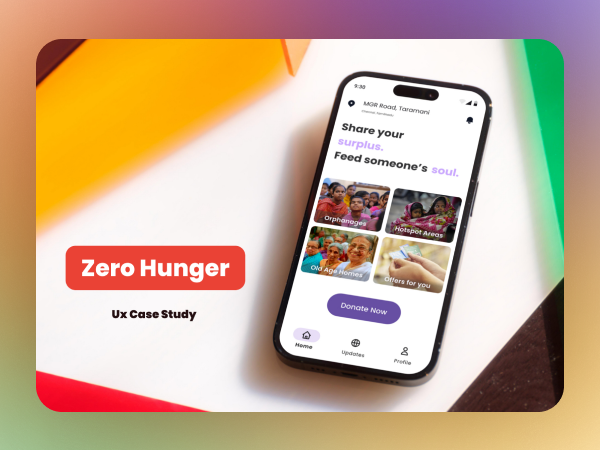 Zero Hunger
Ux Case Study
9:30
MGR Road, Taramani
Share your
surplus.
Feed someone's soul.
Orphanages
Hotspot Areas
Old Age Homes
Offers for you
Donate Now
Home
Updates
Profile